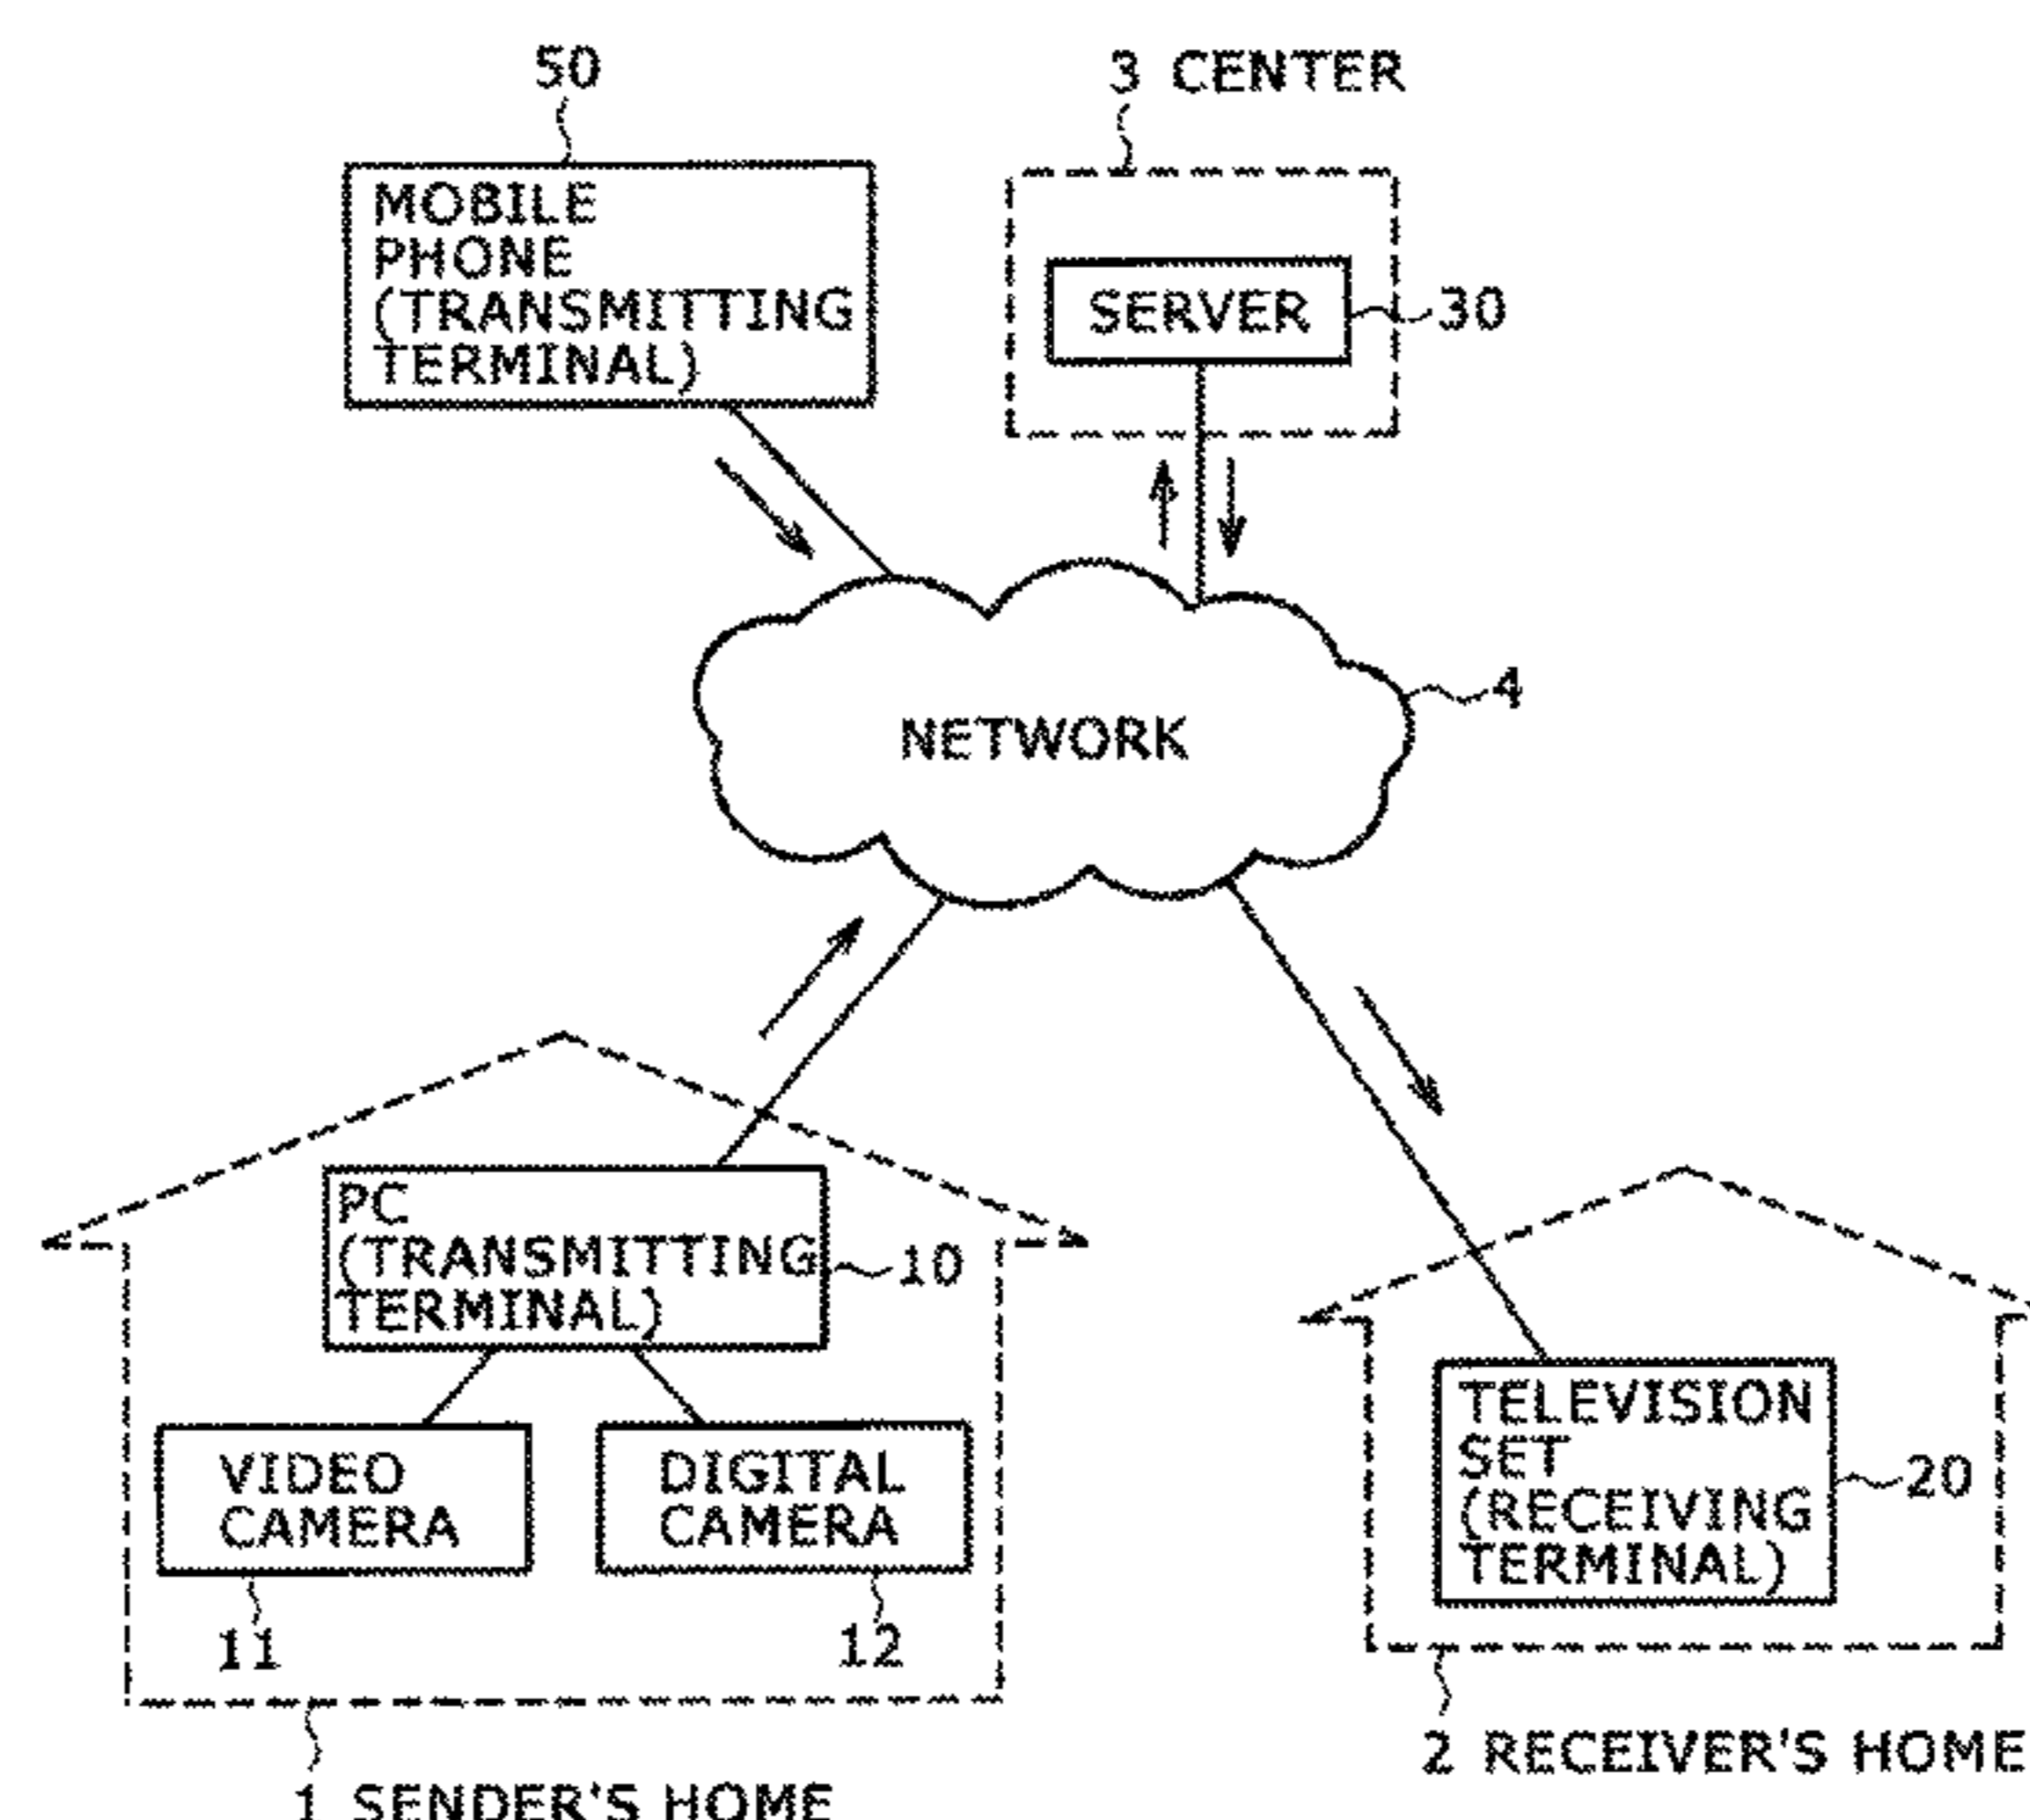 50
3 CENTER
MOBILE
PHONE
(TRANSMITTING
TERMINAL)
SERVER
30
4
NETWORK
PC
(TRANSMITTING
TERMINAL)
10
VIDEO
CAMERA
DIGITAL
CAMERA
11
12
TELEVISION
SET
(RECEIVING
TERMINAL)
20
2 RECEIVER'S HOME
1 SENDER'S HOME